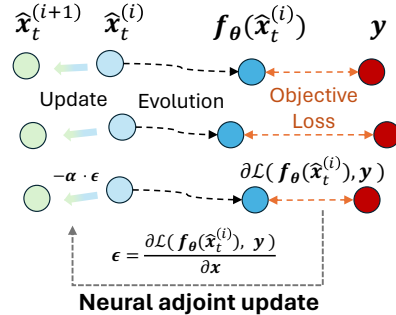 x̂_t^(i+1) x̂_t^(i) f_θ(x̂_t^(i)) y
Update Evolution Objective
Loss
−α · ϵ ∂ℒ(f_θ(x̂_t^(i)), y)
ϵ = ∂ℒ(f_θ(x̂_t^(i)), y) / ∂x
Neural adjoint update